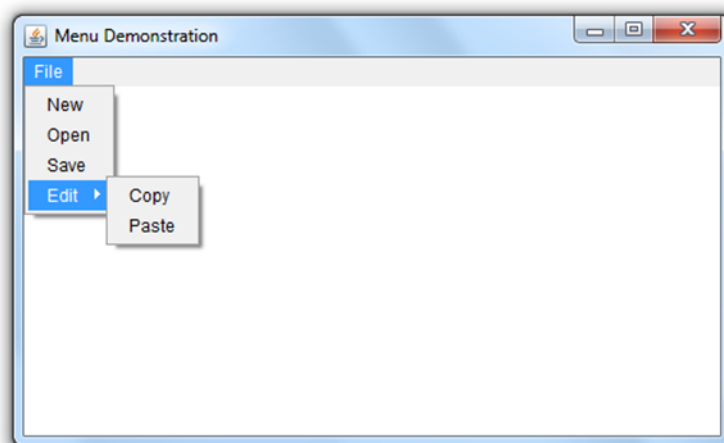 Menu Demonstration
File
New
Open
Save
Edit
Copy
Paste